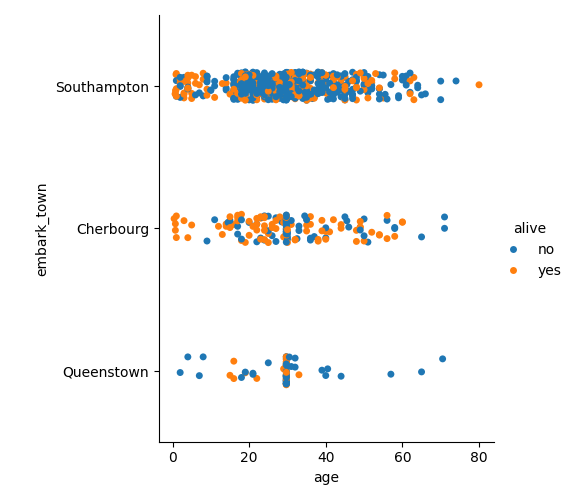 Southampton
Cherbourg
Queenstown
embark_town
0 20 40 60 80
age
alive
no
yes